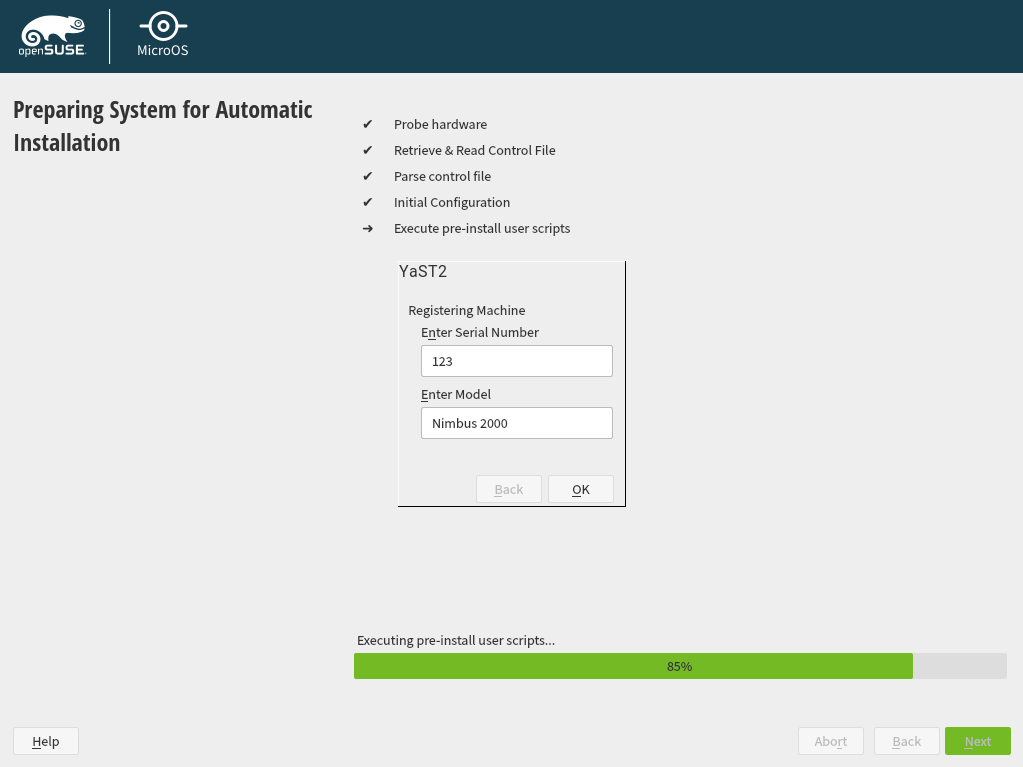 openSUSE
MicroOS
Preparing System for Automatic
Installation
✔ Probe hardware
✔ Retrieve & Read Control File
✔ Parse control file
✔ Initial Configuration
➜ Execute pre-install user scripts
YaST2
Registering Machine
Enter Serial Number
123
Enter Model
Nimbus 2000
Back OK
Executing pre-install user scripts...
85%
Help Abort Back Next